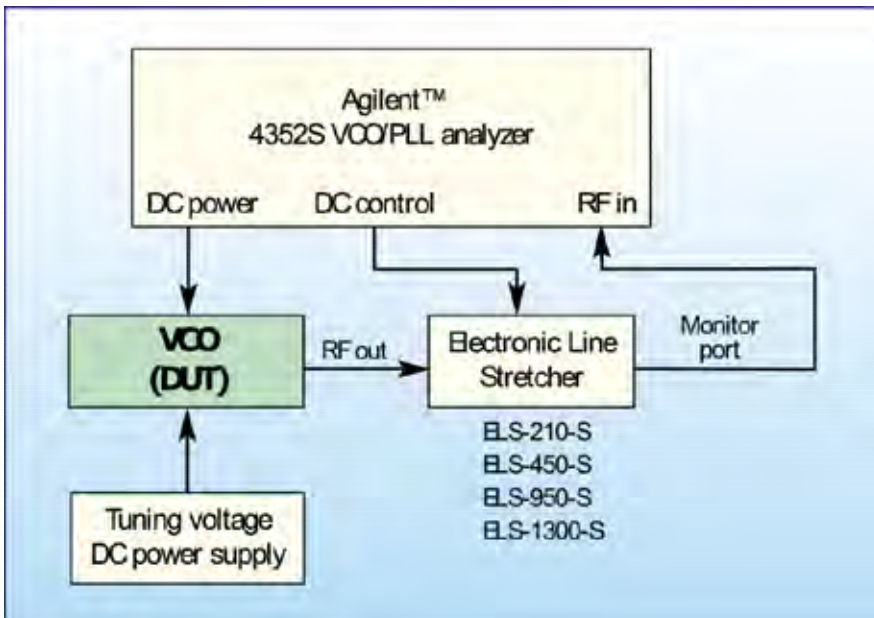 Agilent™
4352S VCO/PLL analyzer
DC power
DC control
RF in
VCO
(DUT)
RF out
Electronic Line
Stretcher
Monitor
port
ELS-210-S
ELS-450-S
ELS-950-S
ELS-1300-S
Tuning voltage
DC power supply